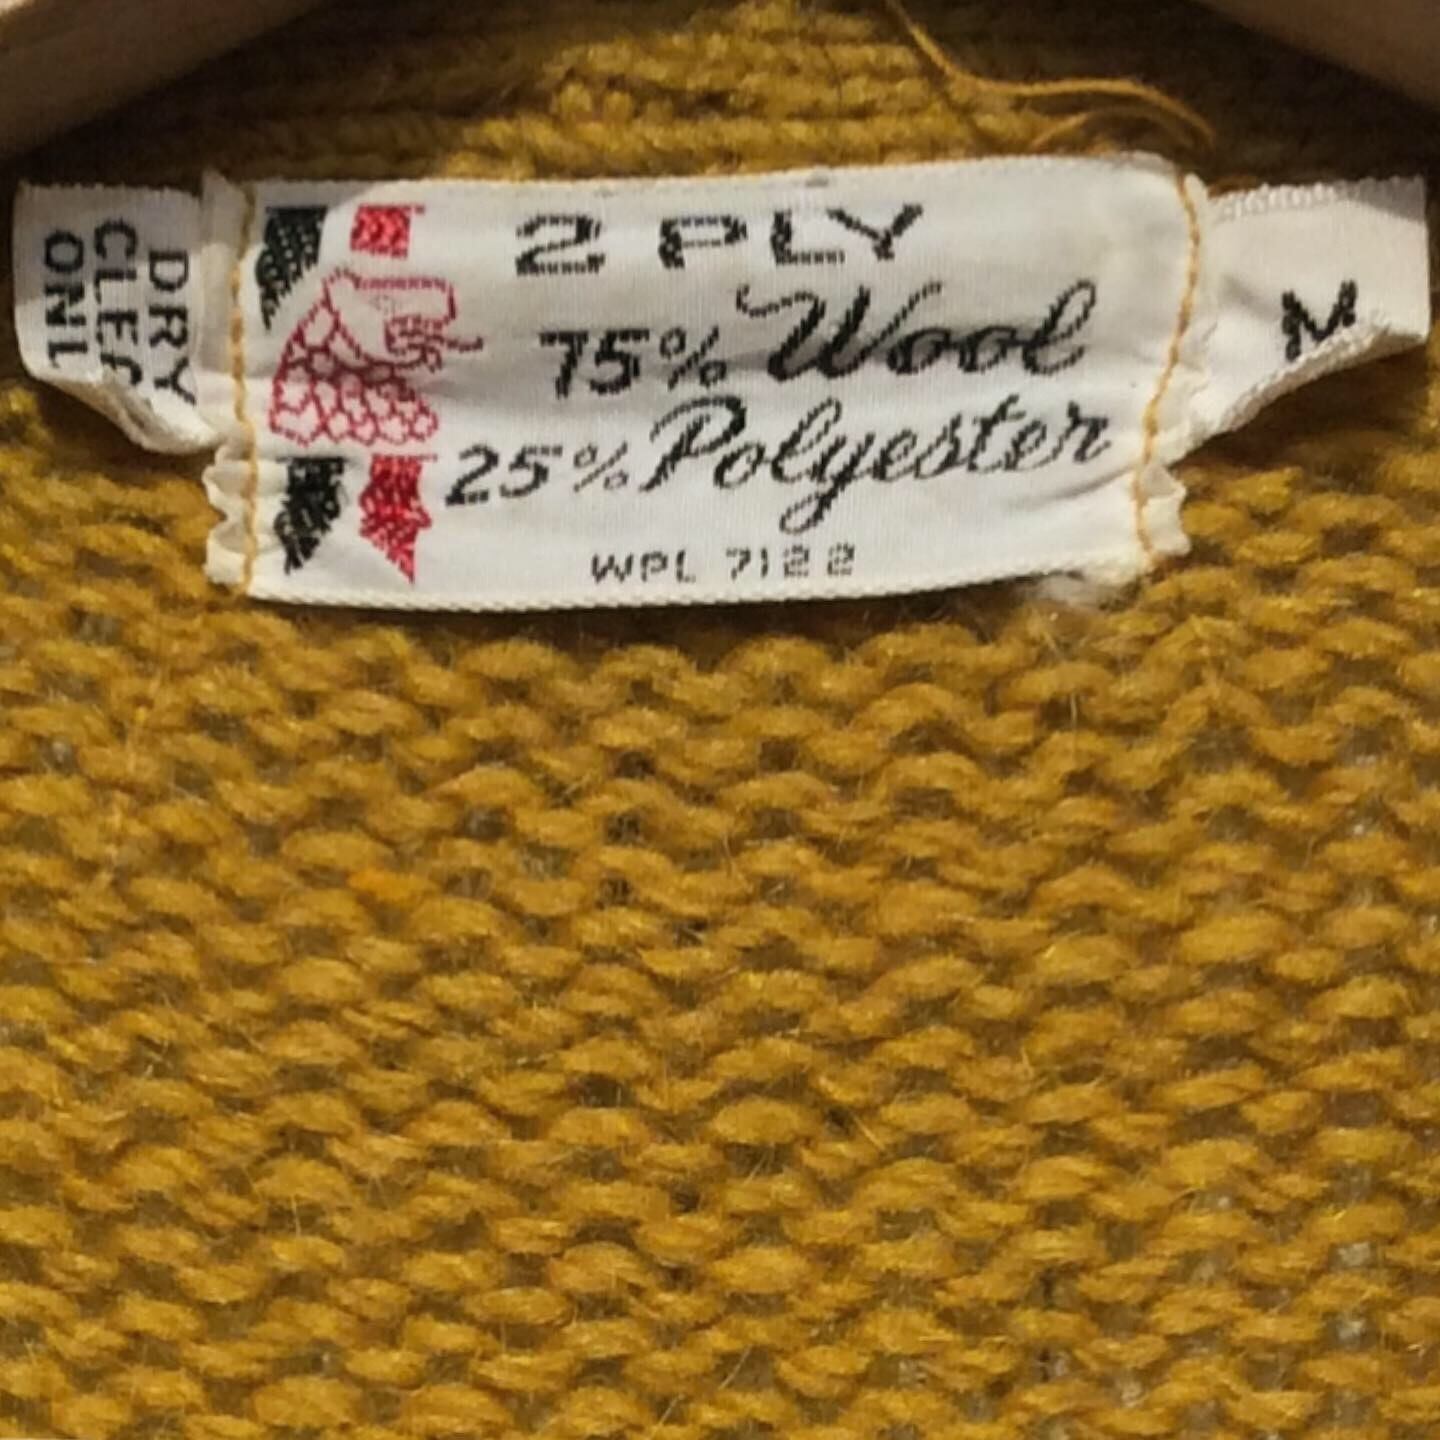 DRY
CLEA
ONL
2 PLY
75% Wool
25% Polyester
WPL 7122
M